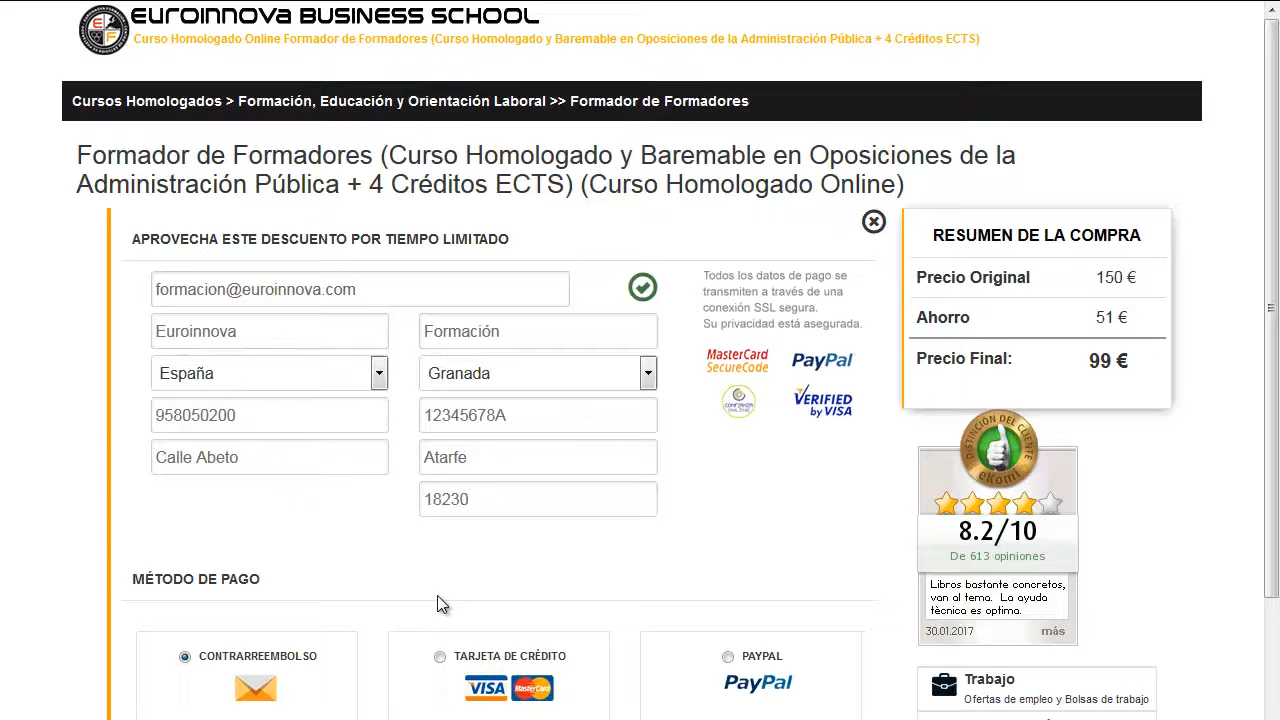 EUROINNOVA BUSINESS SCHOOL
Curso Homologado Online Formador de Formadores (Curso Homologado y Baremable en Oposiciones de la Administración Pública + 4 Créditos ECTS)
Cursos Homologados > Formación, Educación y Orientación Laboral >> Formador de Formadores
Formador de Formadores (Curso Homologado y Baremable en Oposiciones de la
Administración Pública + 4 Créditos ECTS) (Curso Homologado Online)
APROVECHA ESTE DESCUENTO POR TIEMPO LIMITADO
formacion@euroinnova.com
Euroinnova
Formación
España
Granada
958050200
12345678A
Calle Abeto
Atarfe
18230
Todos los datos de pago se
transmiten a través de una
conexión SSL segura.
Su privacidad está asegurada.
MasterCard
SecureCode
PayPal
CONFIANZA
ONLINE
VERIFIED
by VISA
RESUMEN DE LA COMPRA
Precio Original 150 €
Ahorro 51 €
Precio Final: 99 €
DISTINCIÓN DEL CLIENTE
eKomi
8.2/10
De 613 opiniones
Libros bastante concretos,
van al tema. La ayuda
tècnica es optima.
30.01.2017 más
Trabajo
Ofertas de empleo y Bolsas de trabajo
MÉTODO DE PAGO
CONTRARREEMBOLSO
TARJETA DE CRÉDITO
VISA MasterCard
PAYPAL
PayPal